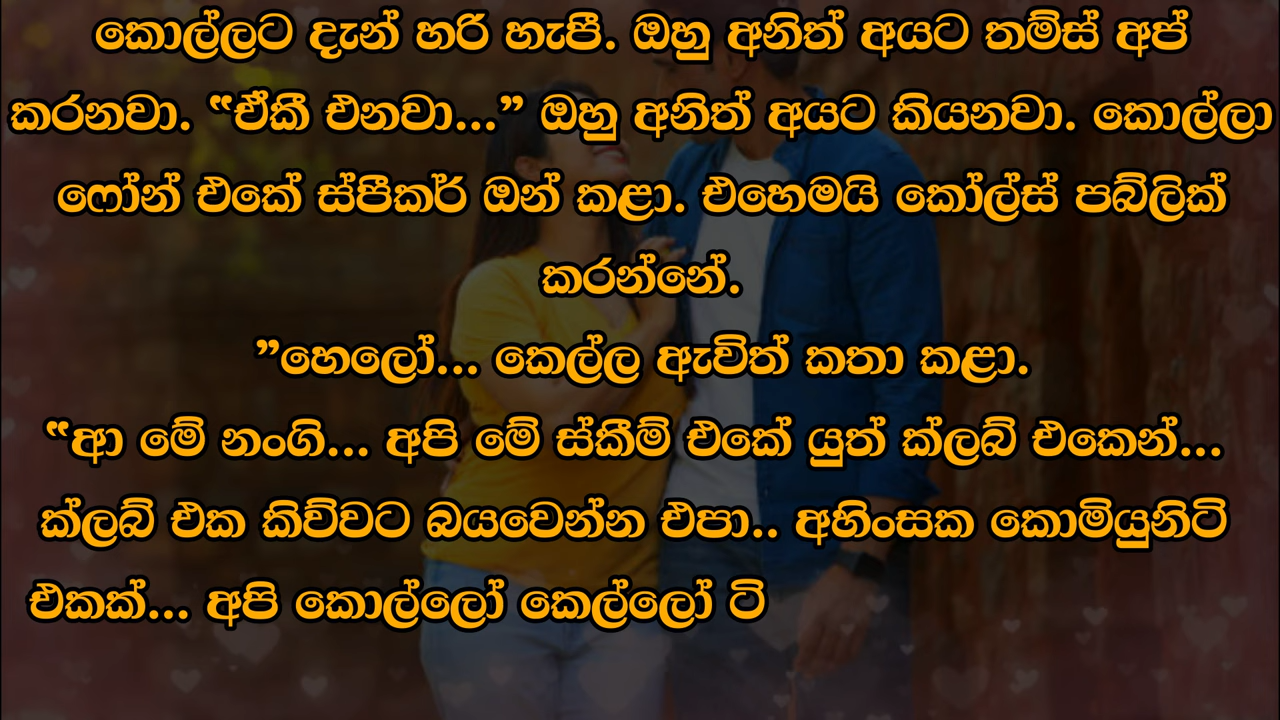 කොල්ලට දැන් හරි හැපී. ඔහු අනිත් අයට තම්ස් අප්
කරනවා. “ඒකී එනවා...” ඔහු අනිත් අයට කියනවා. කොල්ලා
ෆෝන් එකේ ස්පීකර් ඔන් කළා. එහෙමයි කෝල්ස් පබ්ලික්
කරන්නේ.
”හෙලෝ... කෙල්ල ඇවිත් කතා කළා.
“ආ මේ නංගි... අපි මේ ස්කීම් එකේ යුත් ක්ලබ් එකෙන්...
ක්ලබ් එක කිව්වට බයවෙන්න එපා.. අහිංසක කොමියුනිටි
එකක්... අපි කොල්ලෝ කෙල්ලෝ ටි